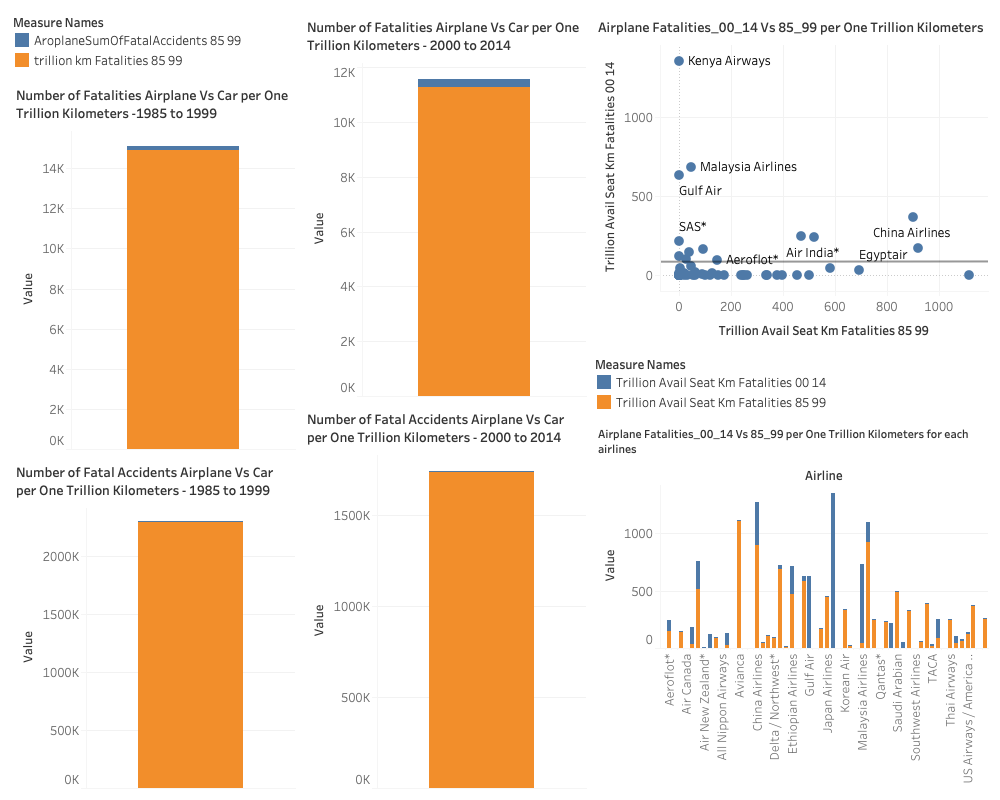 Measure Names
AroplaneSumOfFatalAccidents 85 99
trillion km Fatalities 85 99
Number of Fatalities Airplane Vs Car per One
Trillion Kilometers -1985 to 1999
14K
12K
10K
8K
6K
4K
2K
0K
Value
Number of Fatal Accidents Airplane Vs Car
per One Trillion Kilometers - 1985 to 1999
2000K
1500K
1000K
500K
0K
Value
Number of Fatalities Airplane Vs Car per One
Trillion Kilometers - 2000 to 2014
12K
10K
8K
6K
4K
2K
0K
Value
Number of Fatal Accidents Airplane Vs Car
per One Trillion Kilometers - 2000 to 2014
1500K
1000K
500K
0K
Value
Airplane Fatalities_00_14 Vs 85_99 per One Trillion Kilometers
Trillion Avail Seat Km Fatalities 00 14
1000
500
0
Kenya Airways
Malaysia Airlines
Gulf Air
SAS*
China Airlines
Air India*
Egyptair
Aeroflot*
0 200 400 600 800 1000
Trillion Avail Seat Km Fatalities 85 99
Measure Names
Trillion Avail Seat Km Fatalities 00 14
Trillion Avail Seat Km Fatalities 85 99
Airplane Fatalities_00_14 Vs 85_99 per One Trillion Kilometers for each
airlines
Airline
1000
500
0
Value
Aeroflot*
Air Canada
Air New Zealand*
All Nippon Airways
Avianca
China Airlines
Delta / Northwest*
Ethiopian Airlines
Gulf Air
Japan Airlines
Korean Air
Malaysia Airlines
Qantas*
Saudi Arabian
Southwest Airlines
TACA
Thai Airways
US Airways / America ..